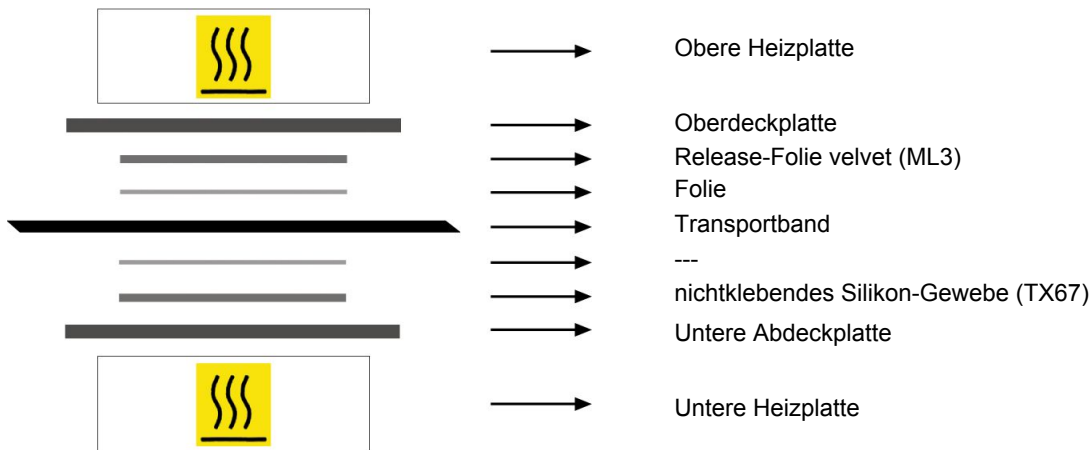 Obere Heizplatte
Oberdeckplatte
Release-Folie velvet (ML3)
Folie
Transportband
---
nichtklebendes Silikon-Gewebe (TX67)
Untere Abdeckplatte
Untere Heizplatte